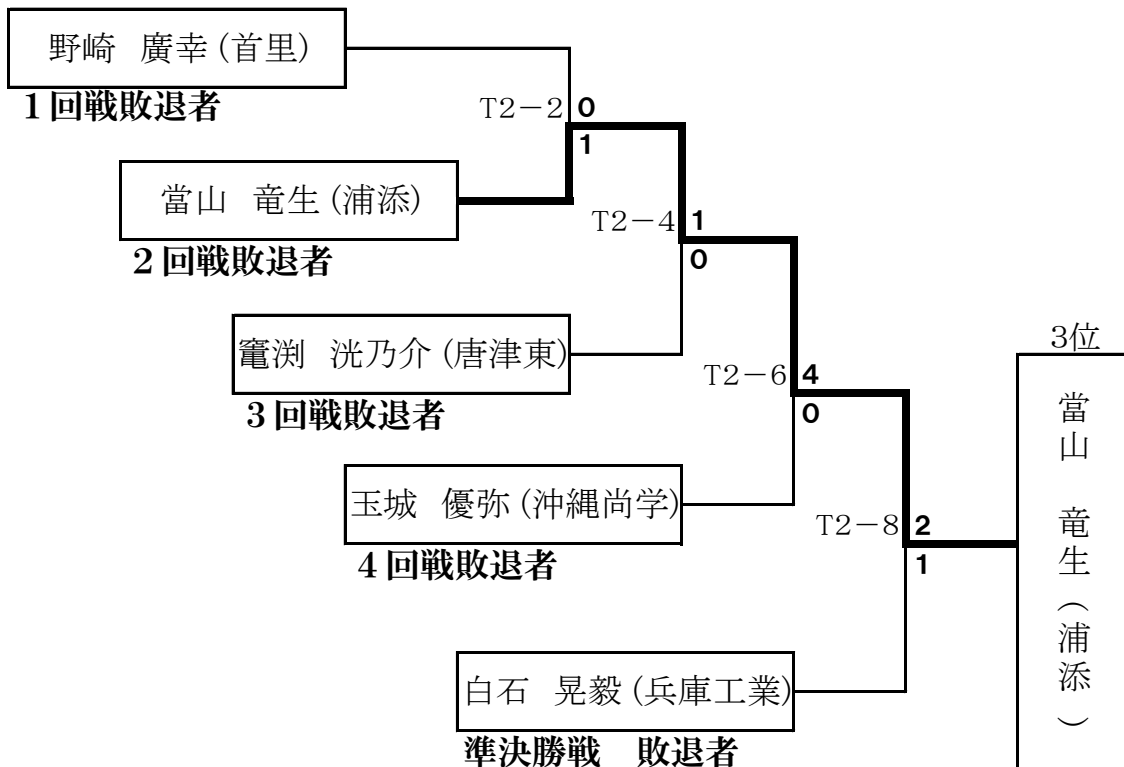 野崎 廣幸(首里)
1回戦敗退者
T2-2 0
1
當山 竜生(浦添)
2回戦敗退者
T2-4 1
0
竃渕 洸乃介(唐津東)
3回戦敗退者
T2-6 4
0
玉城 優弥(沖縄尚学)
4回戦敗退者
T2-8 2
1
白石 晃毅(兵庫工業)
準決勝戦 敗退者
3位
當山 竜生(浦添)